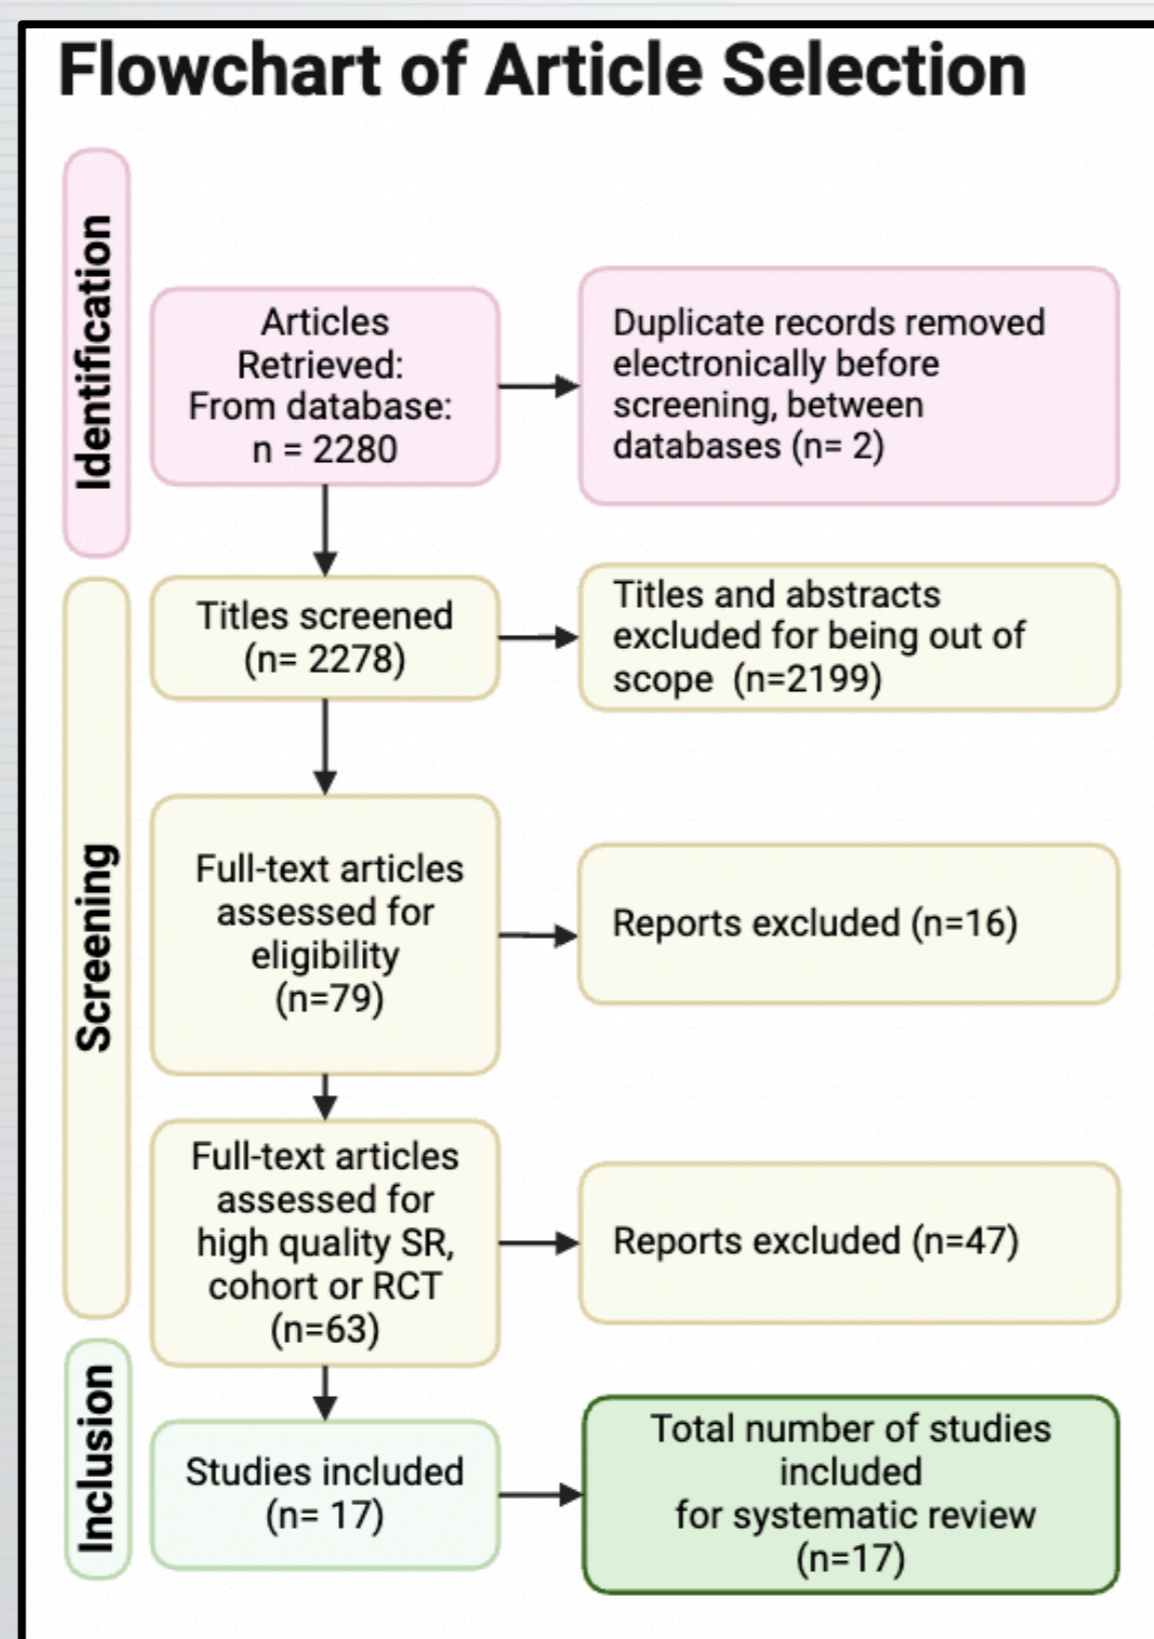 Flowchart of Article Selection
Identification
Articles
Retrieved:
From database:
n = 2280
Duplicate records removed
electronically before
screening, between
databases (n= 2)
Screening
Titles screened
(n= 2278)
Titles and abstracts
excluded for being out of
scope (n=2199)
Full-text articles
assessed for
eligibility
(n=79)
Reports excluded (n=16)
Full-text articles
assessed for
high quality SR,
cohort or RCT
(n=63)
Reports excluded (n=47)
Inclusion
Studies included
(n= 17)
Total number of studies
included
for systematic review
(n=17)